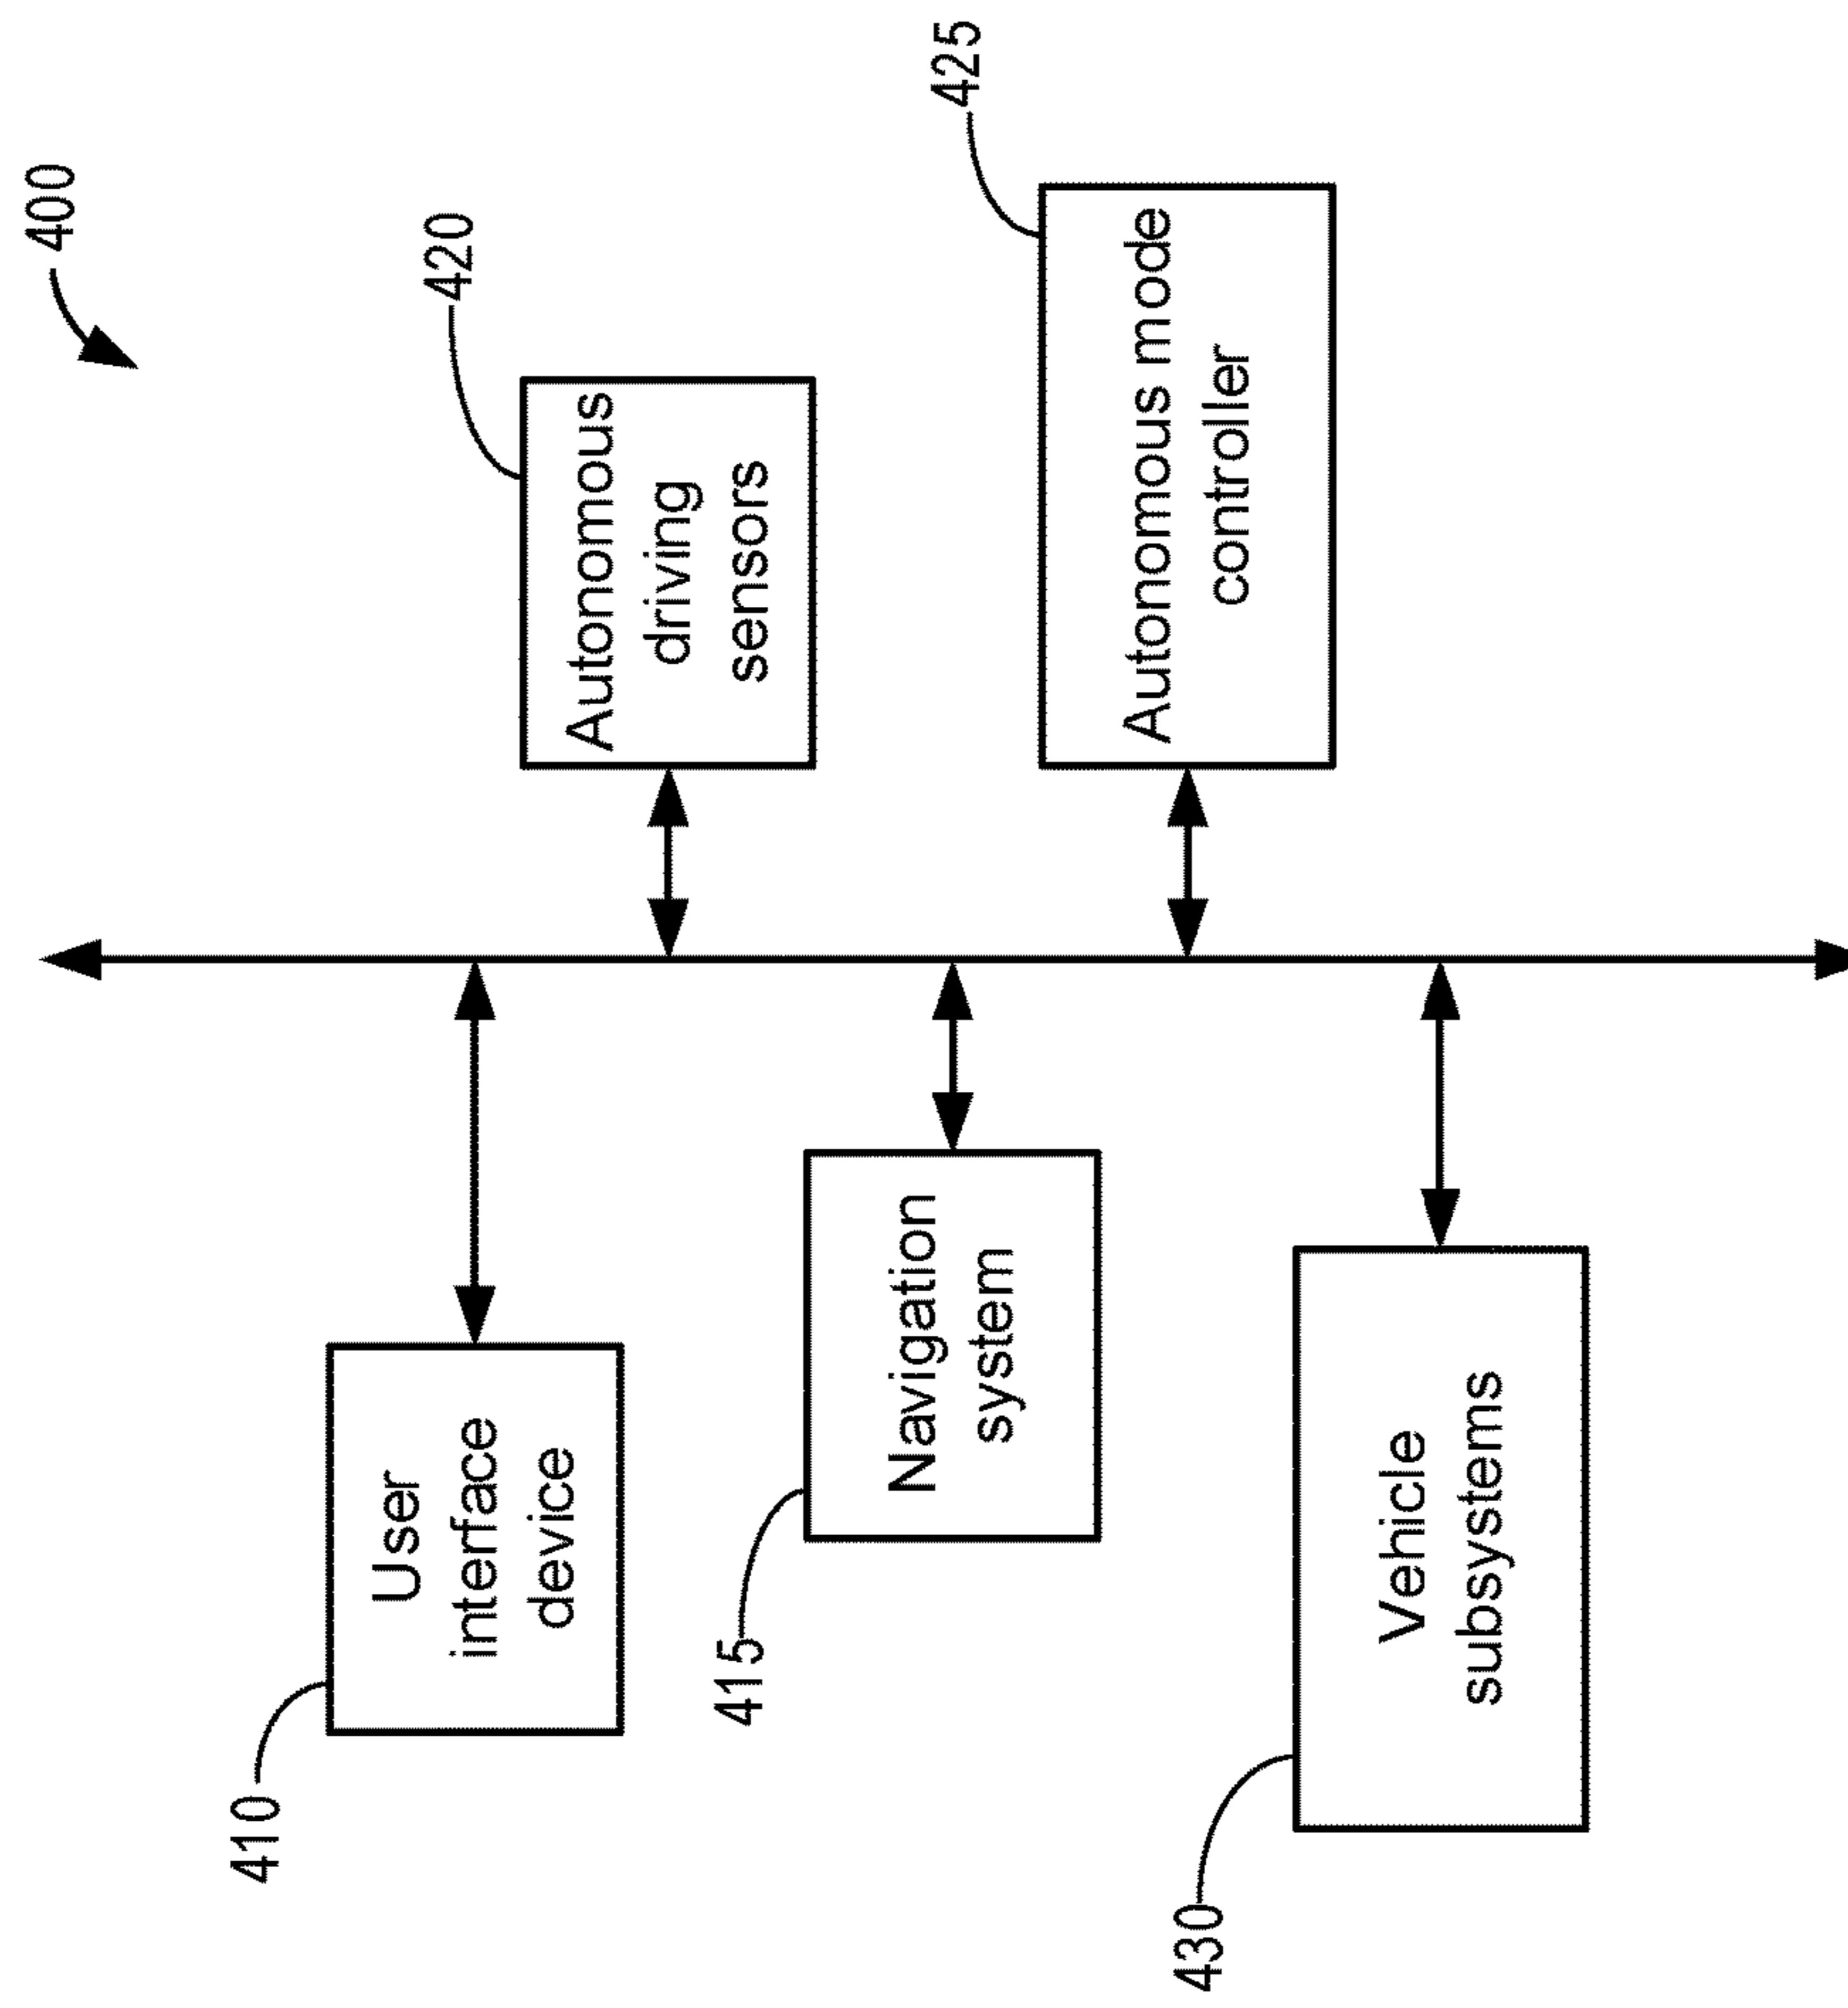 400
410
User
interface
device
420
Autonomous
driving
sensors
415
Navigation
system
425
Autonomous mode
controller
430
Vehicle
subsystems